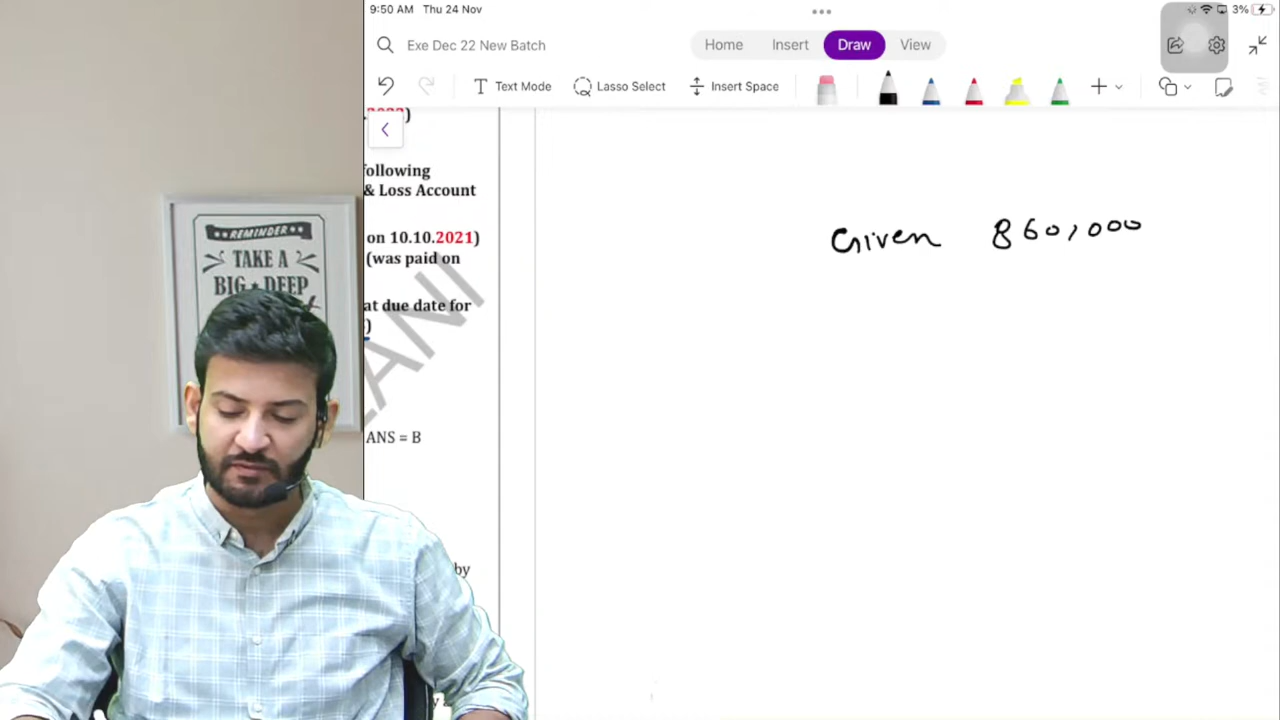 9:50 AM Thu 24 Nov
3%
Exe Dec 22 New Batch
Home Insert Draw View
Text Mode Lasso Select Insert Space
following
& Loss Account
on 10.10.2021)
(was paid on
at due date for
ANS = B
by
Given 860,000
REMINDER
TAKE A
BIG DEEP